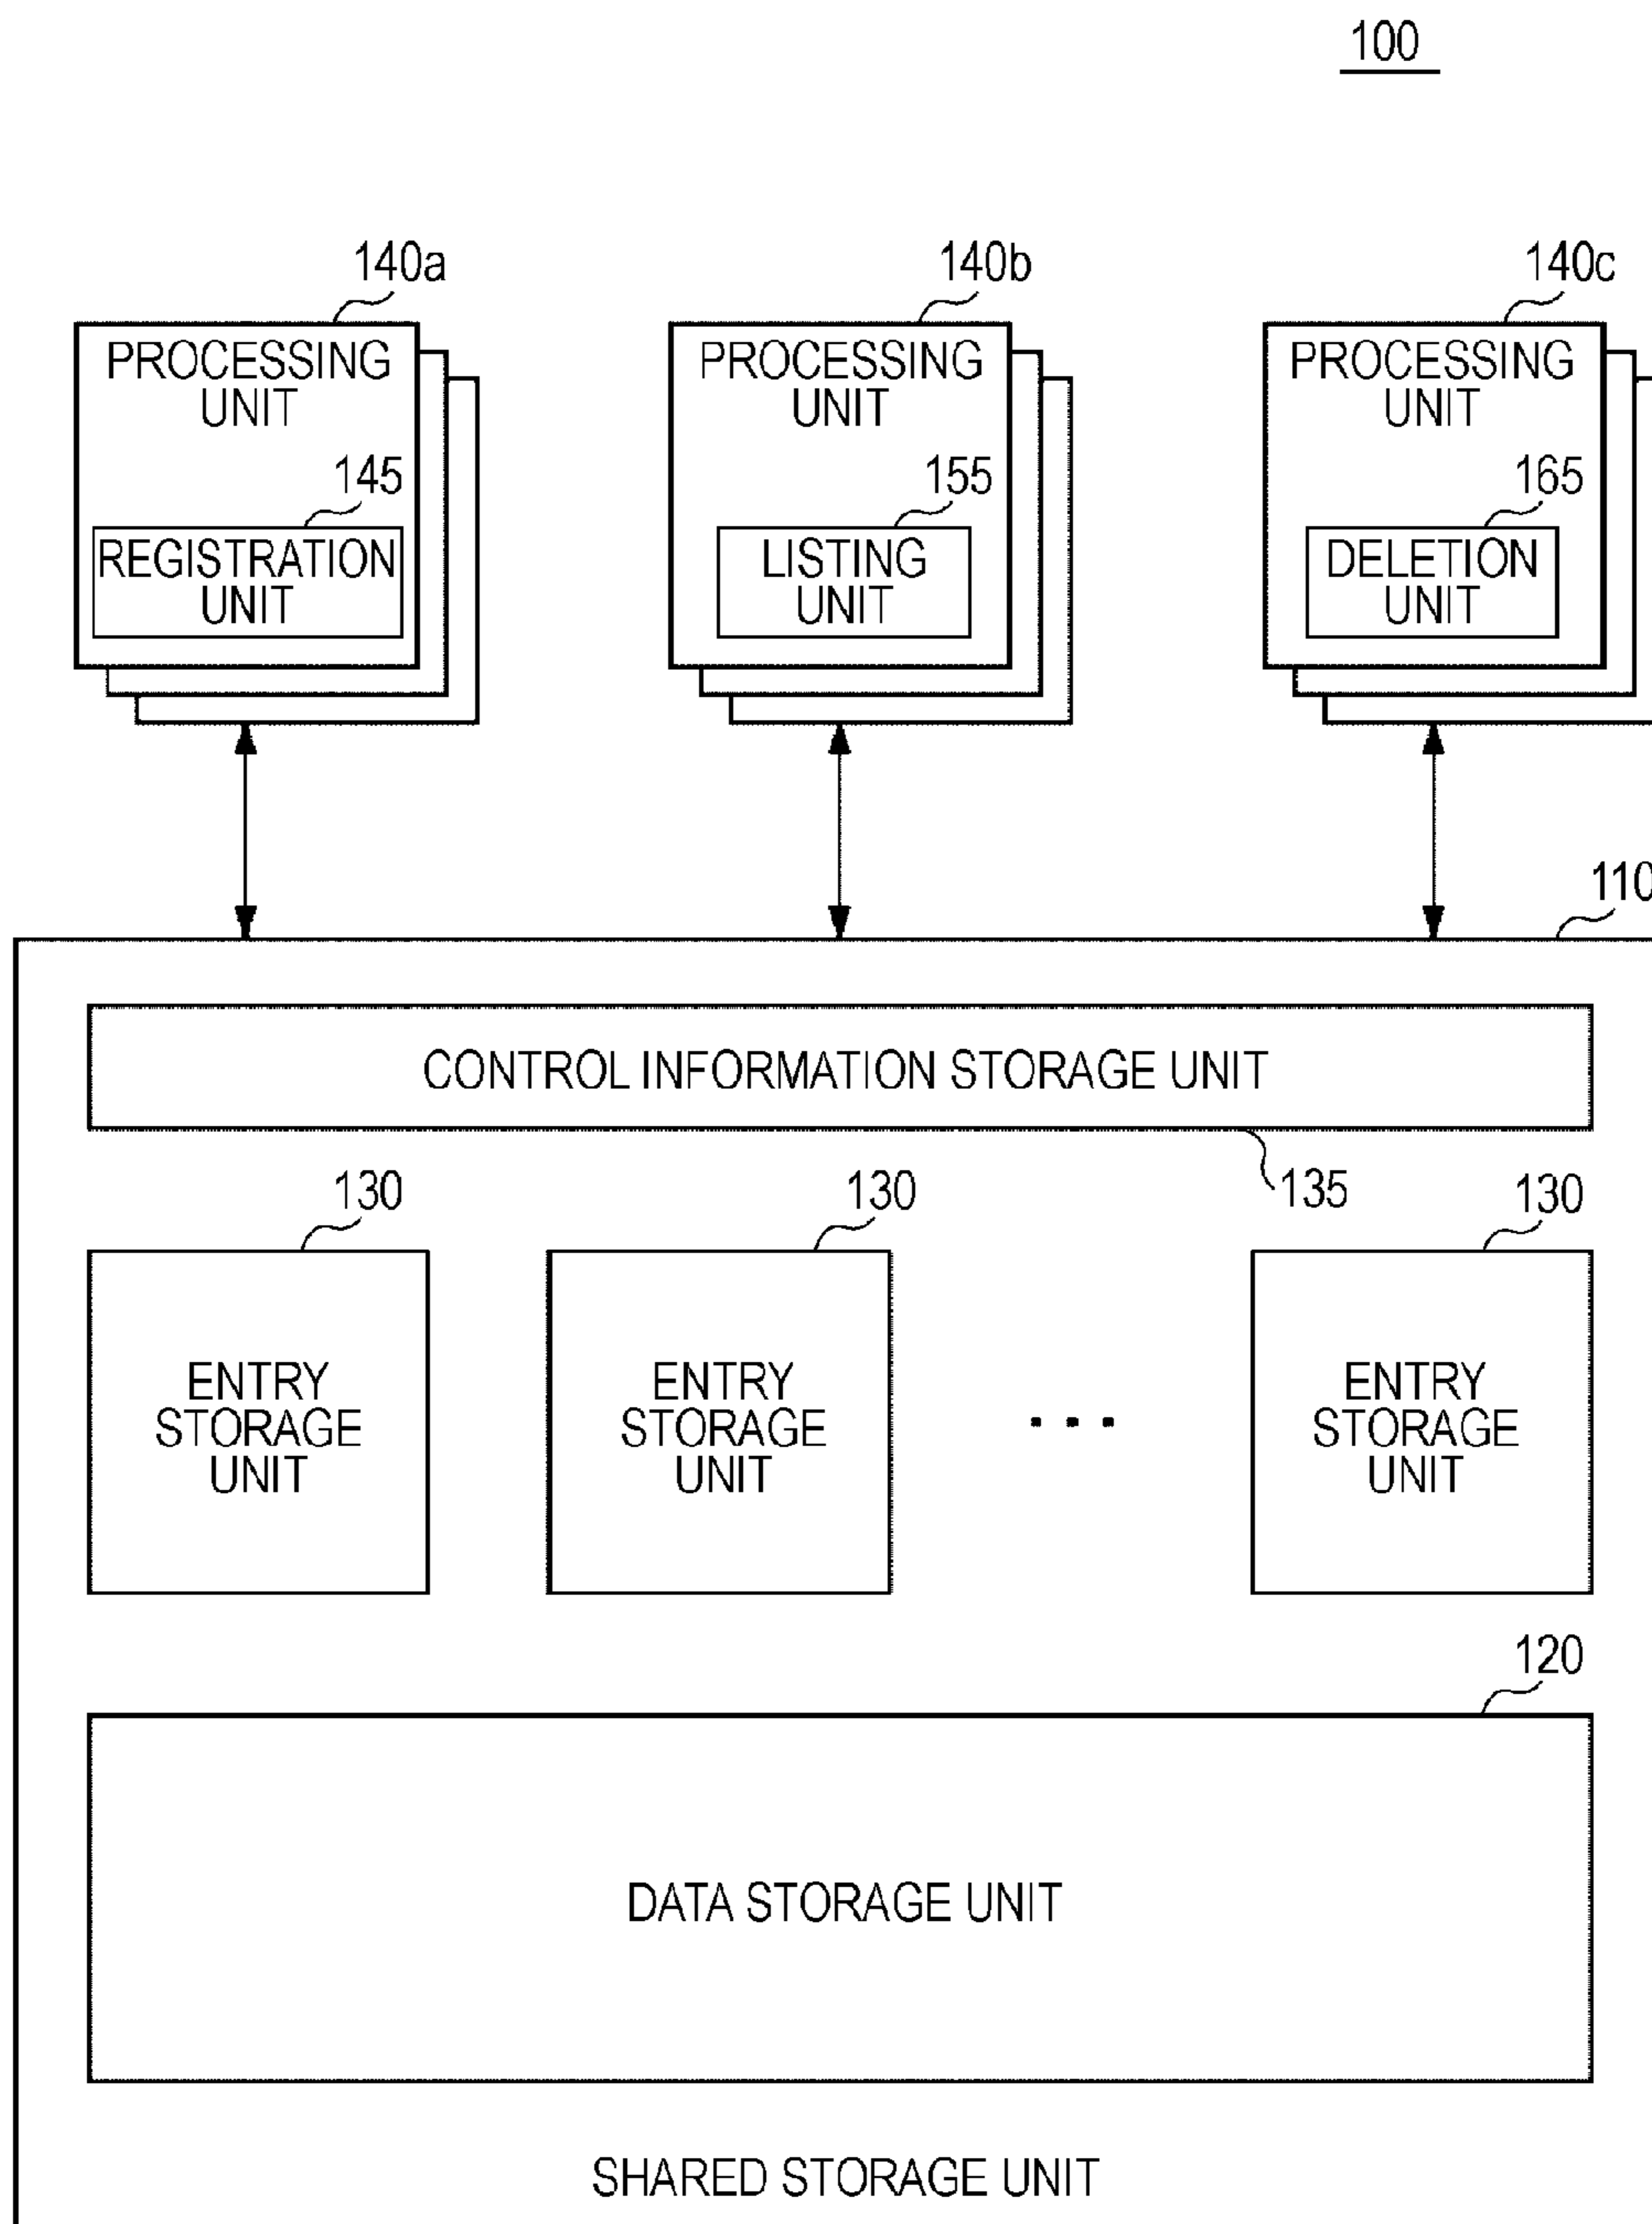 100
140a
140b
140c
PROCESSING
UNIT
PROCESSING
UNIT
PROCESSING
UNIT
145
155
165
REGISTRATION
UNIT
LISTING
UNIT
DELETION
UNIT
110
CONTROL INFORMATION STORAGE UNIT
135
130
130
130
ENTRY
STORAGE
UNIT
ENTRY
STORAGE
UNIT
...
ENTRY
STORAGE
UNIT
120
DATA STORAGE UNIT
SHARED STORAGE UNIT